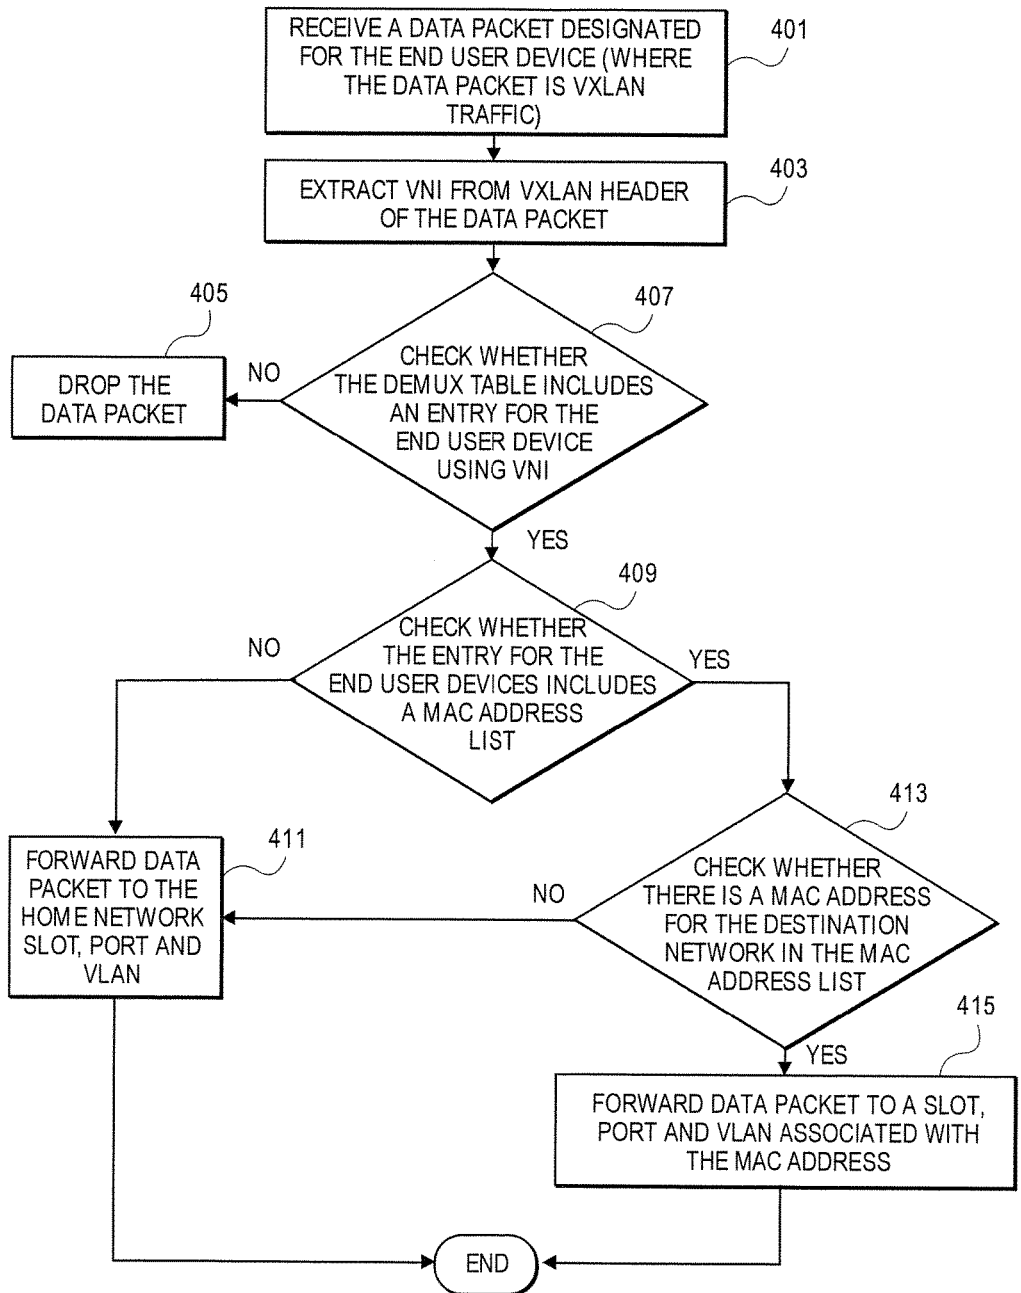 RECEIVE A DATA PACKET DESIGNATED
FOR THE END USER DEVICE (WHERE
THE DATA PACKET IS VXLAN
TRAFFIC)
401
EXTRACT VNI FROM VXLAN HEADER
OF THE DATA PACKET
403
405
DROP THE
DATA PACKET
NO
407
CHECK WHETHER
THE DEMUX TABLE INCLUDES
AN ENTRY FOR THE
END USER DEVICE
USING VNI
YES
409
CHECK WHETHER
THE ENTRY FOR THE
END USER DEVICES INCLUDES
A MAC ADDRESS
LIST
NO
YES
411
FORWARD DATA
PACKET TO THE
HOME NETWORK
SLOT, PORT AND
VLAN
413
CHECK WHETHER
THERE IS A MAC ADDRESS
FOR THE DESTINATION
NETWORK IN THE MAC
ADDRESS LIST
NO
YES
415
FORWARD DATA PACKET TO A SLOT,
PORT AND VLAN ASSOCIATED WITH
THE MAC ADDRESS
END